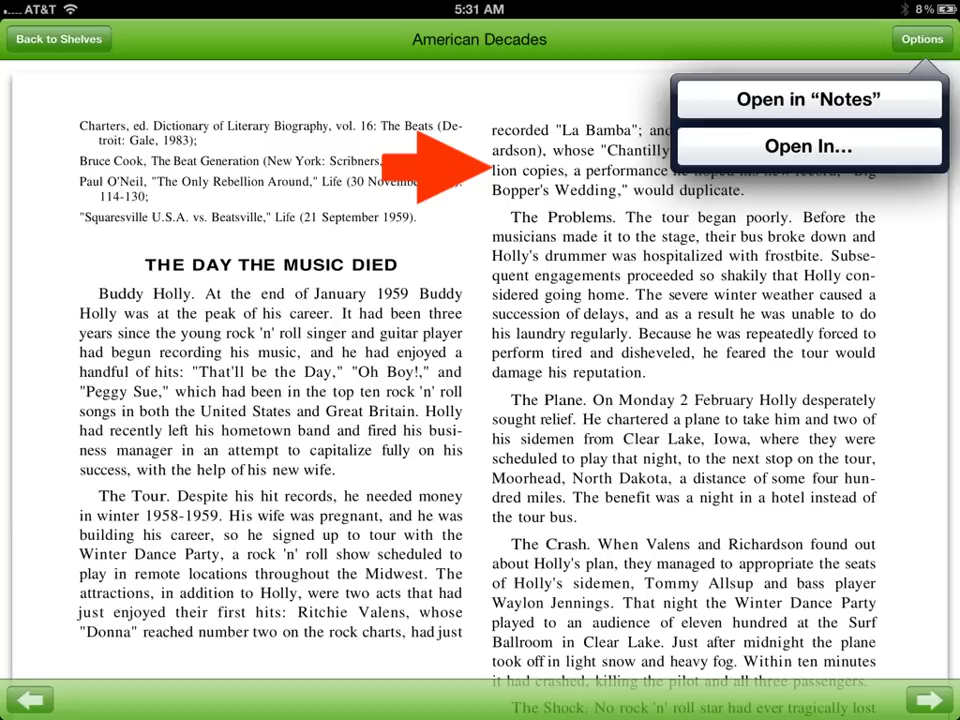 AT&T
5:31 AM
8%
Back to Shelves
American Decades
Options
Open in “Notes”
Open In...
Charters, ed. Dictionary of Literary Biography, vol. 16: The Beats (De-
troit: Gale, 1983);
Bruce Cook, The Beat Generation (New York: Scribners,
Paul O'Neil, "The Only Rebellion Around," Life (30
114-130;
"Squaresville U.S.A. vs. Beatsville," Life (21 September 1959).
THE DAY THE MUSIC DIED
Buddy Holly. At the end of January 1959 Buddy
Holly was at the peak of his career. It had been three
years since the young rock 'n' roll singer and guitar player
had begun recording his music, and he had enjoyed a
handful of hits: "That'll be the Day," "Oh Boy!," and
"Peggy Sue," which had been in the top ten rock 'n' roll
songs in both the United States and Great Britain. Holly
had recently left his hometown band and fired his busi-
ness manager in an attempt to capitalize fully on his
success, with the help of his new wife.
The Tour. Despite his hit records, he needed money
in winter 1958-1959. His wife was pregnant, and he was
building his career, so he signed up to tour with the
Winter Dance Party, a rock 'n' roll show scheduled to
play in remote locations throughout the Midwest. The
attractions, in addition to Holly, were two acts that had
just enjoyed their first hits: Ritchie Valens, whose
"Donna" reached number two on the rock charts, had just
recorded "La Bamba"; and
ardson), whose "Chantilly
lion copies, a performance he hoped his new record, "Big
Bopper's Wedding," would duplicate.
The Problems. The tour began poorly. Before the
musicians made it to the stage, their bus broke down and
Holly's drummer was hospitalized with frostbite. Subse-
quent engagements proceeded so shakily that Holly con-
sidered going home. The severe winter weather caused a
succession of delays, and as a result he was unable to do
his laundry regularly. Because he was repeatedly forced to
perform tired and disheveled, he feared the tour would
damage his reputation.
The Plane. On Monday 2 February Holly desperately
sought relief. He chartered a plane to take him and two of
his sidemen from Clear Lake, Iowa, where they were
scheduled to play that night, to the next stop on the tour,
Moorhead, North Dakota, a distance of some four hun-
dred miles. The benefit was a night in a hotel instead of
the tour bus.
The Crash. When Valens and Richardson found out
about Holly's plan, they managed to appropriate the seats
of Holly's sidemen, Tommy Allsup and bass player
Waylon Jennings. That night the Winter Dance Party
played to an audience of eleven hundred at the Surf
Ballroom in Clear Lake. Just after midnight the plane
took off in light snow and heavy fog. Within ten minutes
it had crashed, killing the pilot and all three passengers.
The Shock. No rock 'n' roll star had ever tragically lost